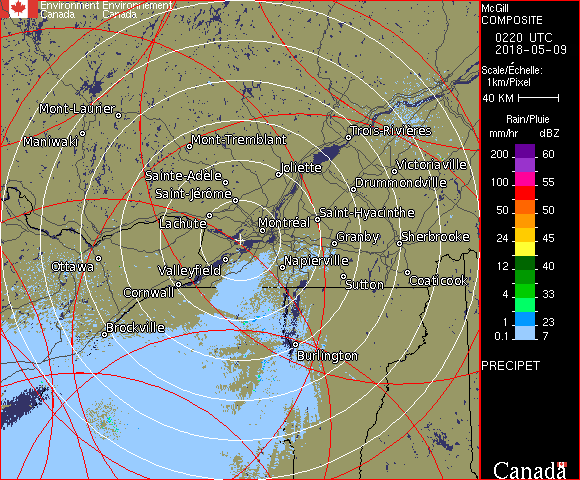 Environment Environnement
Canada Canada
McGill
COMPOSITE
0220 UTC
2018-05-09
Scale/Échelle:
1km/Pixel
40 KM
Rain/Pluie
mm/hr dBZ
200 60
100 55
50 50
24 45
12 40
4 33
1 23
0.1 7
PRECIPET
Mont-Laurier
Maniwaki
Mont-Tremblant
Trois-Rivières
Joliette
Victoriaville
Sainte-Adèle
Drummondville
Saint-Jérôme
Lachute
Saint-Hyacinthe
Montréal
Granby
Sherbrooke
Ottawa
Napierville
Valleyfield
Coaticook
Sutton
Cornwall
Brockville
Burlington
Canada